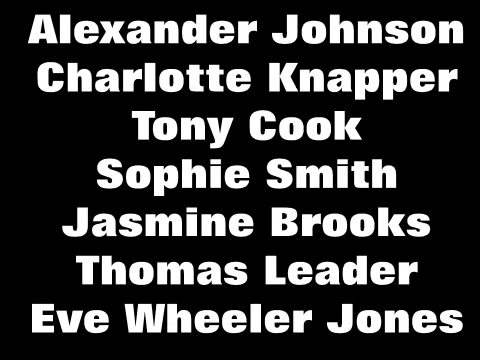 Alexander Johnson
Charlotte Knapper
Tony Cook
Sophie Smith
Jasmine Brooks
Thomas Leader
Eve Wheeler Jones